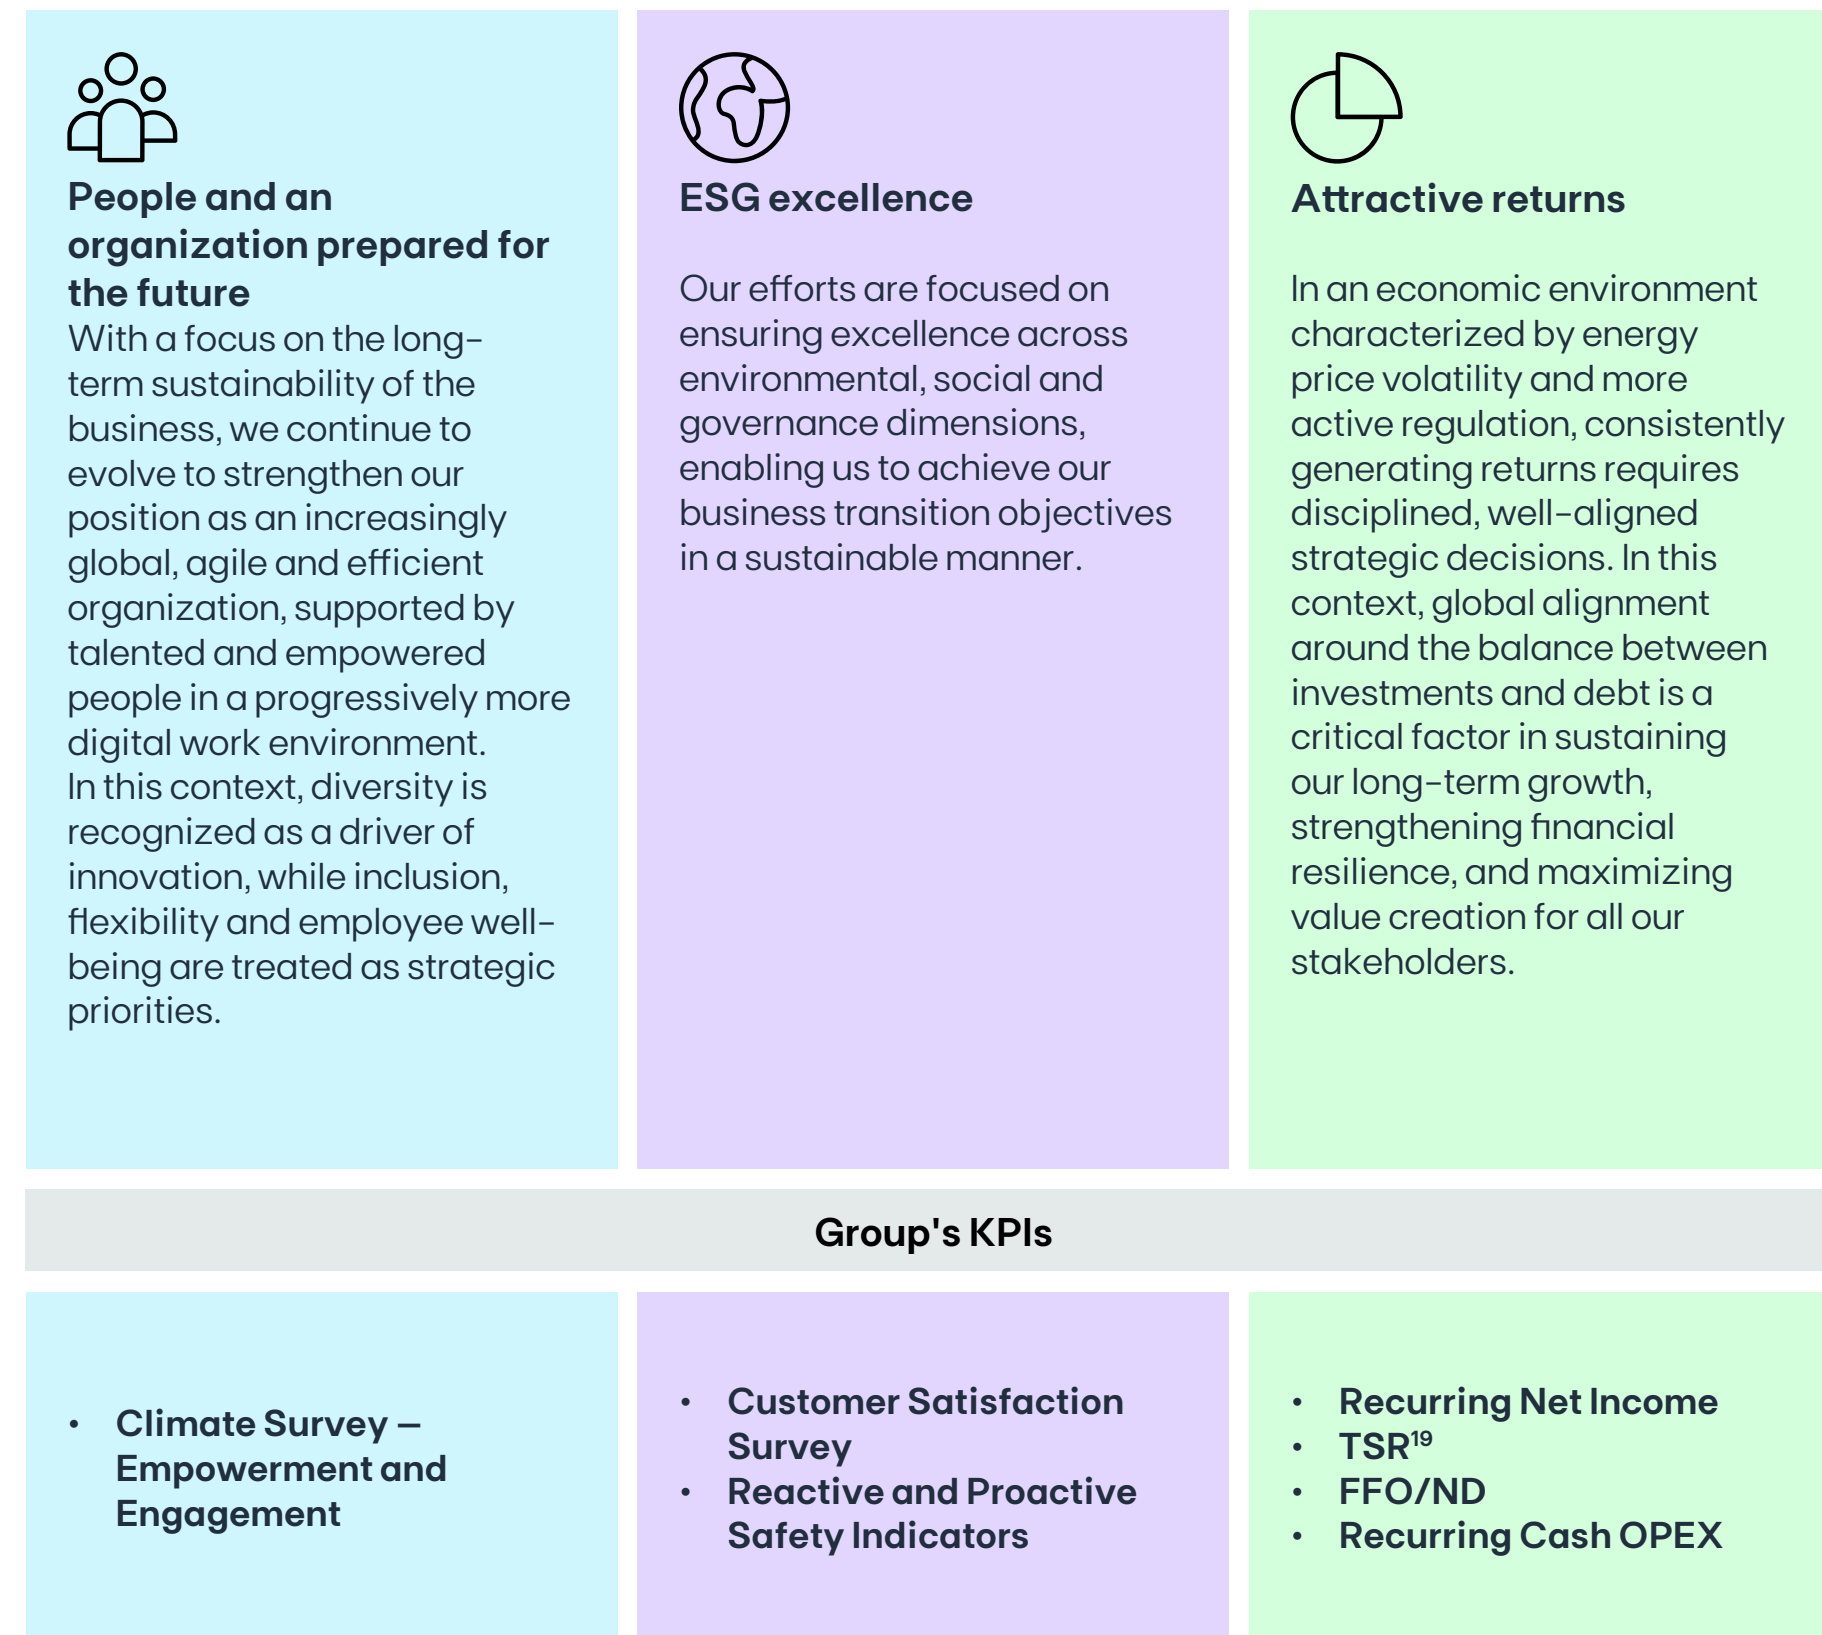 People and an
organization prepared for
the future
With a focus on the long-
term sustainability of the
business, we continue to
evolve to strengthen our
position as an increasingly
global, agile and efficient
organization, supported by
talented and empowered
people in a progressively more
digital work environment.
In this context, diversity is
recognized as a driver of
innovation, while inclusion,
flexibility and employee well-
being are treated as strategic
priorities.
ESG excellence
Our efforts are focused on
ensuring excellence across
environmental, social and
governance dimensions,
enabling us to achieve our
business transition objectives
in a sustainable manner.
Attractive returns
In an economic environment
characterized by energy
price volatility and more
active regulation, consistently
generating returns requires
disciplined, well-aligned
strategic decisions. In this
context, global alignment
around the balance between
investments and debt is a
critical factor in sustaining
our long-term growth,
strengthening financial
resilience, and maximizing
value creation for all our
stakeholders.
Group's KPIs
• Climate Survey —
Empowerment and
Engagement
• Customer Satisfaction
Survey
• Reactive and Proactive
Safety Indicators
• Recurring Net Income
• TSR¹⁹
• FFO/ND
• Recurring Cash OPEX